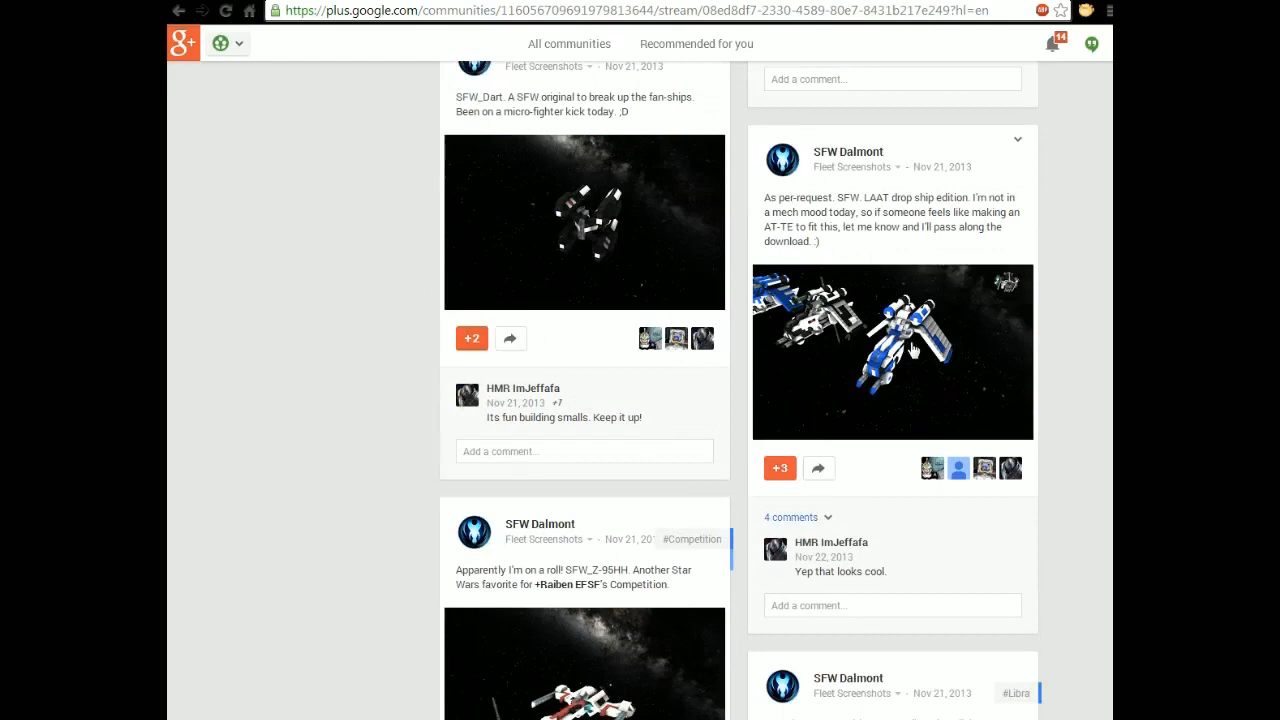 https://plus.google.com/communities/116056709691979813644/stream/08ed8df7-2330-4589-80e7-8431b217e249?hl=en
ABP
g+
All communities
Recommended for you
14
Fleet Screenshots - Nov 21, 2013
SFW_Dart. A SFW original to break up the fan-ships.
Been on a micro-fighter kick today. ;D
+2
HMR ImJeffafa
Nov 21, 2013 +1
Its fun building smalls. Keep it up!
Add a comment...
SFW Dalmont
Fleet Screenshots - Nov 21, 201
#Competition
Apparently I'm on a roll! SFW_Z-95HH. Another Star
Wars favorite for +Raiben EFSF's Competition.
Add a comment...
SFW Dalmont
Fleet Screenshots - Nov 21, 2013
As per-request. SFW. LAAT drop ship edition. I'm not in
a mech mood today, so if someone feels like making an
AT-TE to fit this, let me know and I'll pass along the
download. :)
+3
4 comments
HMR ImJeffafa
Nov 22, 2013
Yep that looks cool.
Add a comment...
SFW Dalmont
Fleet Screenshots - Nov 21, 2013
#Libra